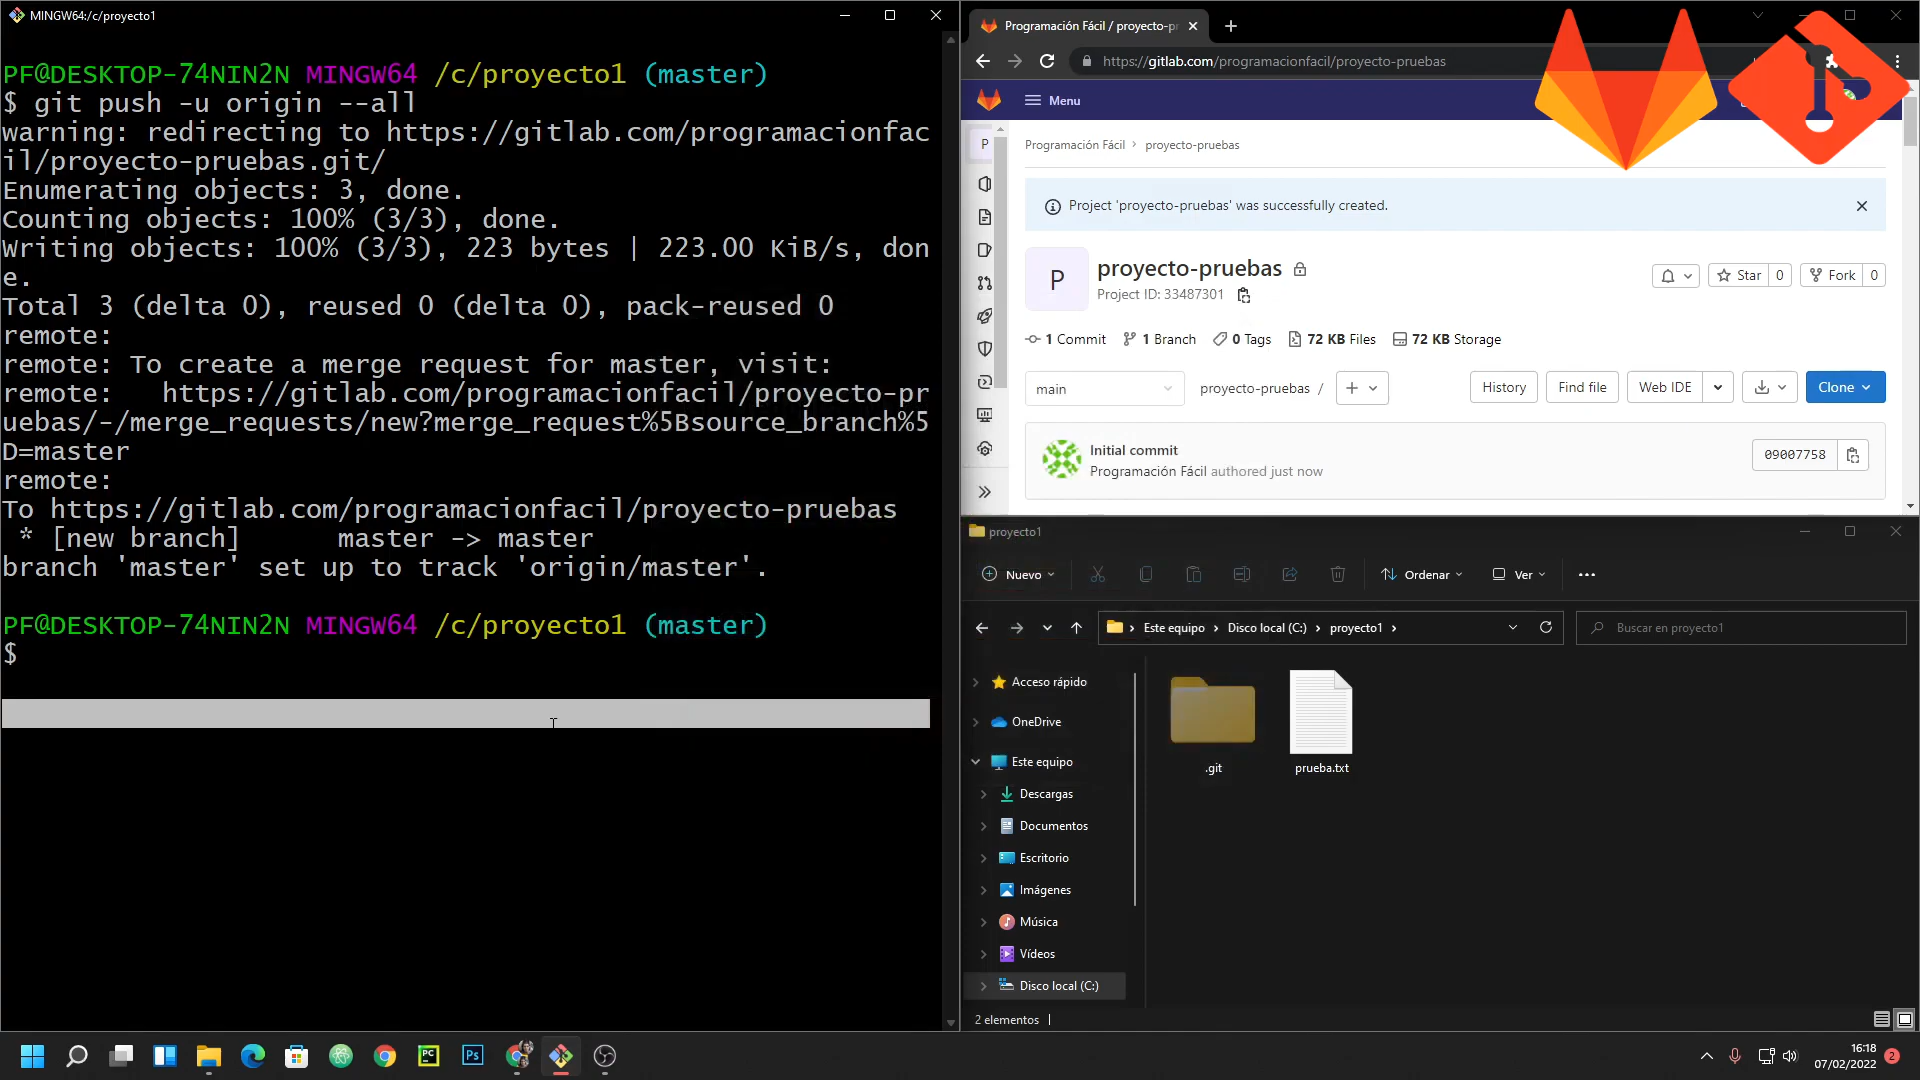 MINGW64:/c/proyecto1
PF@DESKTOP-74NIN2N MINGW64 /c/proyecto1 (master)
$ git push -u origin --all
warning: redirecting to https://gitlab.com/programacionfac
il/proyecto-pruebas.git/
Enumerating objects: 3, done.
Counting objects: 100% (3/3), done.
Writing objects: 100% (3/3), 223 bytes | 223.00 KiB/s, don
e.
Total 3 (delta 0), reused 0 (delta 0), pack-reused 0
remote:
remote: To create a merge request for master, visit:
remote:   https://gitlab.com/programacionfacil/proyecto-pr
uebas/-/merge_requests/new?merge_request%5Bsource_branch%5
D=master
remote:
To https://gitlab.com/programacionfacil/proyecto-pruebas
 * [new branch]      master -> master
branch 'master' set up to track 'origin/master'.
PF@DESKTOP-74NIN2N MINGW64 /c/proyecto1 (master)
$
Programación Fácil / proyecto-pr
https://gitlab.com/programacionfacil/proyecto-pruebas
Menu
P
Programación Fácil › proyecto-pruebas
Project 'proyecto-pruebas' was successfully created.
P
proyecto-pruebas
Project ID: 33487301
Star 0
Fork 0
1 Commit 1 Branch 0 Tags 72 KB Files 72 KB Storage
main
proyecto-pruebas /
History
Find file
Web IDE
Clone
Initial commit
Programación Fácil authored just now
09007758
proyecto1
Nuevo
Ordenar
Ver
Este equipo › Disco local (C:) › proyecto1 ›
Buscar en proyecto1
Acceso rápido
OneDrive
Este equipo
Descargas
Documentos
Escritorio
Imágenes
Música
Vídeos
Disco local (C:)
.git
prueba.txt
2 elementos
PC
Ps
16:18
07/02/2022
2